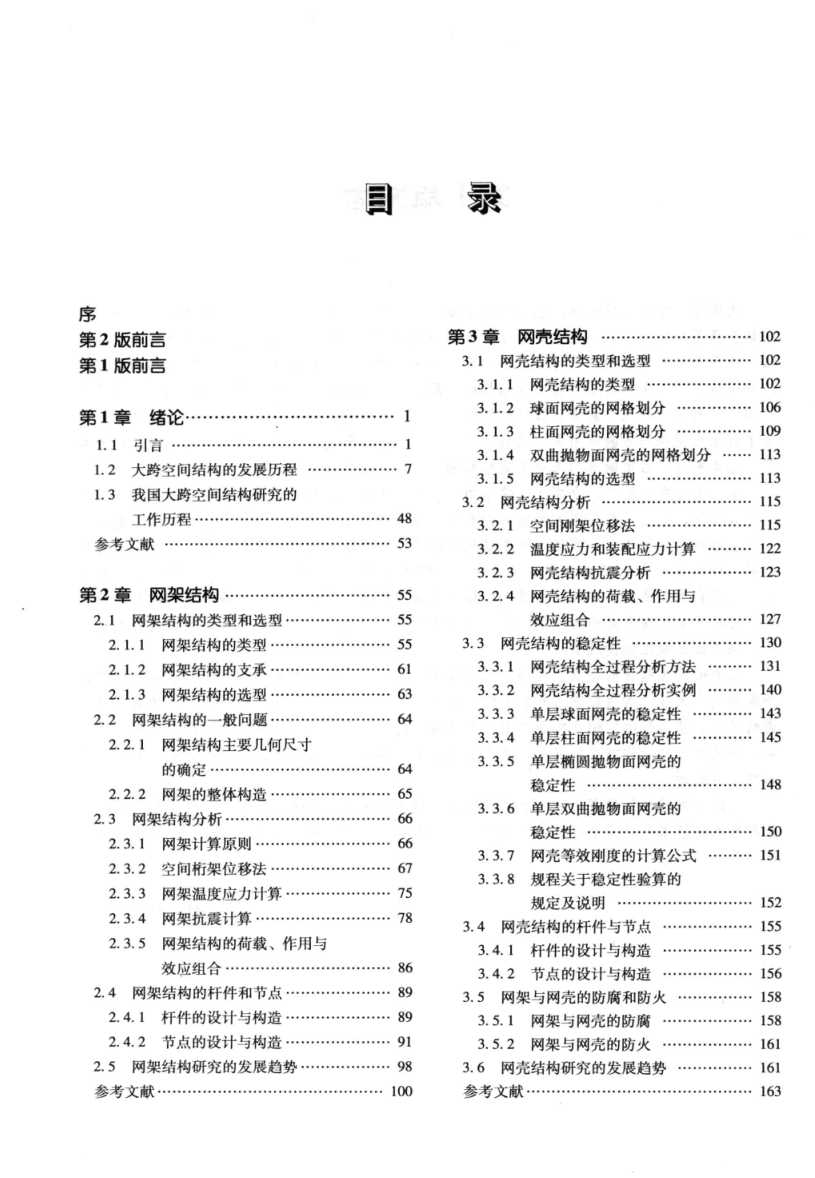 目 录
序
第 2 版前言
第 1 版前言
第 1 章 绪论 …… 1
1.1 引言 …… 1
1.2 大跨空间结构的发展历程 …… 7
1.3 我国大跨空间结构研究的
工作历程 …… 48
参考文献 …… 53
第 2 章 网架结构 …… 55
2.1 网架结构的类型和选型 …… 55
2.1.1 网架结构的类型 …… 55
2.1.2 网架结构的支承 …… 61
2.1.3 网架结构的选型 …… 63
2.2 网架结构的一般问题 …… 64
2.2.1 网架结构主要几何尺寸
的确定 …… 64
2.2.2 网架的整体构造 …… 65
2.3 网架结构分析 …… 66
2.3.1 网架计算原则 …… 66
2.3.2 空间桁架位移法 …… 67
2.3.3 网架温度应力计算 …… 75
2.3.4 网架抗震计算 …… 78
2.3.5 网架结构的荷载、作用与
效应组合 …… 86
2.4 网架结构的杆件和节点 …… 89
2.4.1 杆件的设计与构造 …… 89
2.4.2 节点的设计与构造 …… 91
2.5 网架结构研究的发展趋势 …… 98
参考文献 …… 100
第 3 章 网壳结构 …… 102
3.1 网壳结构的类型和选型 …… 102
3.1.1 网壳结构的类型 …… 102
3.1.2 球面网壳的网格划分 …… 106
3.1.3 柱面网壳的网格划分 …… 109
3.1.4 双曲抛物面网壳的网格划分 …… 113
3.1.5 网壳结构的选型 …… 113
3.2 网壳结构分析 …… 115
3.2.1 空间刚架位移法 …… 115
3.2.2 温度应力和装配应力计算 …… 122
3.2.3 网壳结构抗震分析 …… 123
3.2.4 网壳结构的荷载、作用与
效应组合 …… 127
3.3 网壳结构的稳定性 …… 130
3.3.1 网壳结构全过程分析方法 …… 131
3.3.2 网壳结构全过程分析实例 …… 140
3.3.3 单层球面网壳的稳定性 …… 143
3.3.4 单层柱面网壳的稳定性 …… 145
3.3.5 单层椭圆抛物面网壳的
稳定性 …… 148
3.3.6 单层双曲抛物面网壳的
稳定性 …… 150
3.3.7 网壳等效刚度的计算公式 …… 151
3.3.8 规程关于稳定性验算的
规定及说明 …… 152
3.4 网壳结构的杆件与节点 …… 155
3.4.1 杆件的设计与构造 …… 155
3.4.2 节点的设计与构造 …… 156
3.5 网架与网壳的防腐和防火 …… 158
3.5.1 网架与网壳的防腐 …… 158
3.5.2 网架与网壳的防火 …… 161
3.6 网壳结构研究的发展趋势 …… 161
参考文献 …… 163